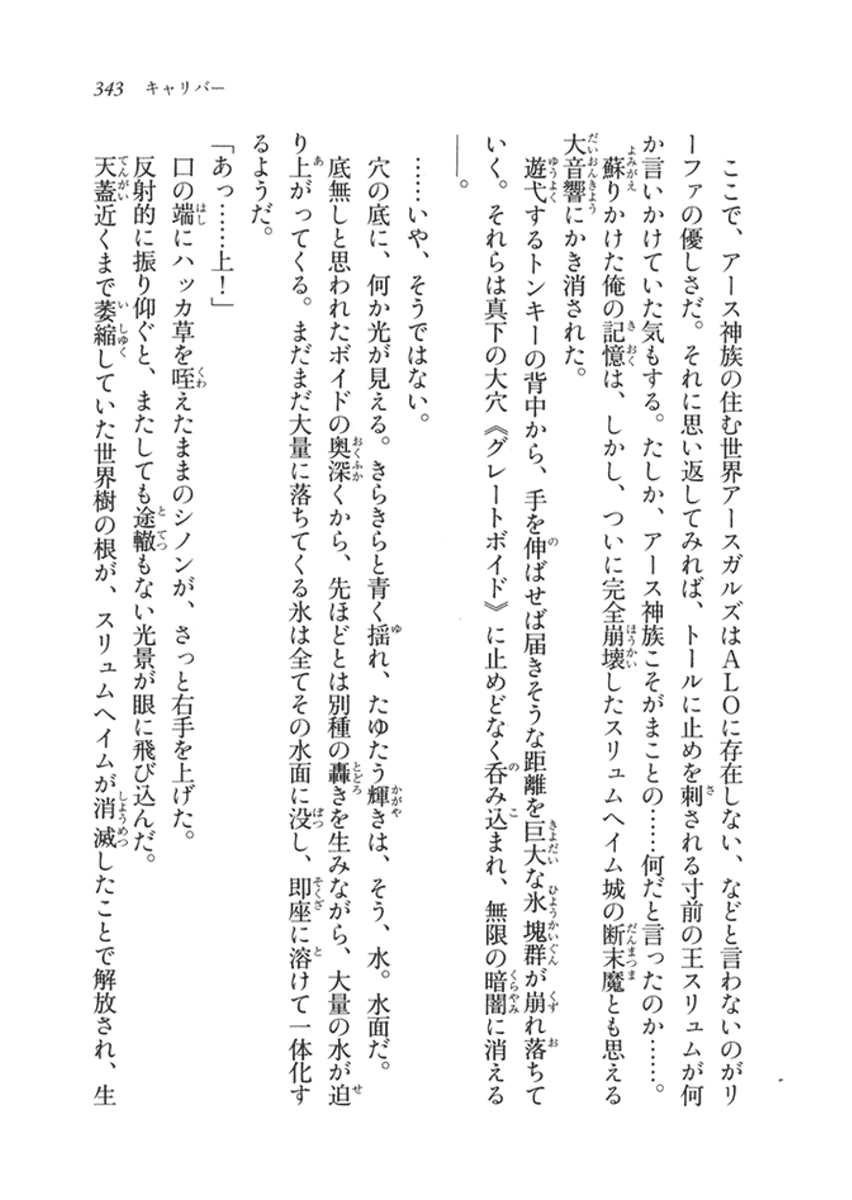 343　キャリバー
　ここで、アース神族の住む世界アースガルズはＡＬＯに存在しない、などと言わないのがリ
ーファの優しさだ。それに思い返してみれば、トールに止めを刺される寸前の王スリュムが何
か言いかけていた気もする。たしか、アース神族こそがまことの……何だと言ったのか……。
　蘇りかけた俺の記憶は、しかし、ついに完全崩壊したスリュムヘイム城の断末魔とも思える
大音響にかき消された。
　遊弋するトンキーの背中から、手を伸ばせば届きそうな距離を巨大な氷塊群が崩れ落ちて
いく。それらは真下の大穴《グレートボイド》に止めどなく呑み込まれ、無限の暗闇に消える
――。
　……いや、そうではない。
　穴の底に、何か光が見える。きらきらと青く揺れ、たゆたう輝きは、そう、水。水面だ。
　底無しと思われたボイドの奥深くから、先ほどとは別種の轟きを生みながら、大量の水が迫
り上がってくる。まだまだ大量に落ちてくる氷は全てその水面に没し、即座に溶けて一体化す
るようだ。
「あっ……上！」
　口の端にハッカ草を咥えたままのシノンが、さっと右手を上げた。
　反射的に振り仰ぐと、またしても途轍もない光景が眼に飛び込んだ。
　天蓋近くまで萎縮していた世界樹の根が、スリュムヘイムが消滅したことで解放され、生